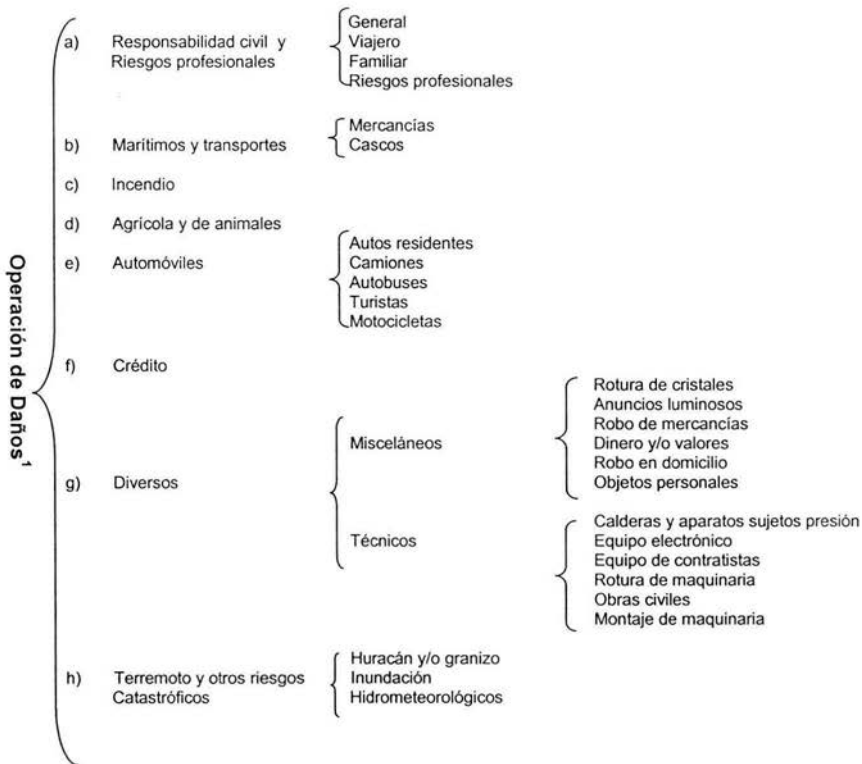 Operación de Daños¹
a) Responsabilidad civil y
Riesgos profesionales
General
Viajero
Familiar
Riesgos profesionales
b) Marítimos y transportes
Mercancías
Cascos
c) Incendio
d) Agrícola y de animales
e) Automóviles
Autos residentes
Camiones
Autobuses
Turistas
Motocicletas
f) Crédito
g) Diversos
Misceláneos
Rotura de cristales
Anuncios luminosos
Robo de mercancías
Dinero y/o valores
Robo en domicilio
Objetos personales
Técnicos
Calderas y aparatos sujetos presión
Equipo electrónico
Equipo de contratistas
Rotura de maquinaria
Obras civiles
Montaje de maquinaria
h) Terremoto y otros riesgos
Catastróficos
Huracán y/o granizo
Inundación
Hidrometeorológicos